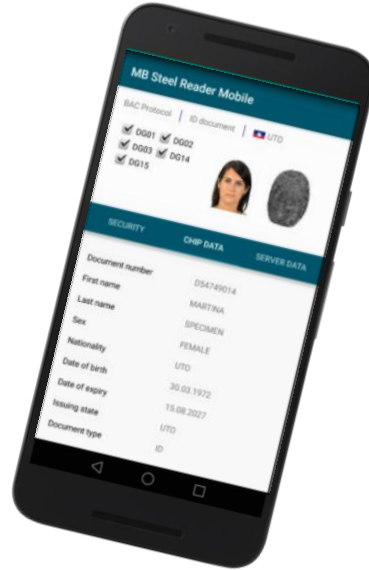 MB Steel Reader Mobile
BAC Protocol | ID document | UTO
DG01 DG02
DG03 DG14
DG15
SECURITY CHIP DATA SERVER DATA
Document number D54749014
First name MARTINA
Last name SPECIMEN
Sex FEMALE
Nationality UTO
Date of birth 30.03.1972
Date of expiry 15.08.2027
Issuing state UTO
Document type ID